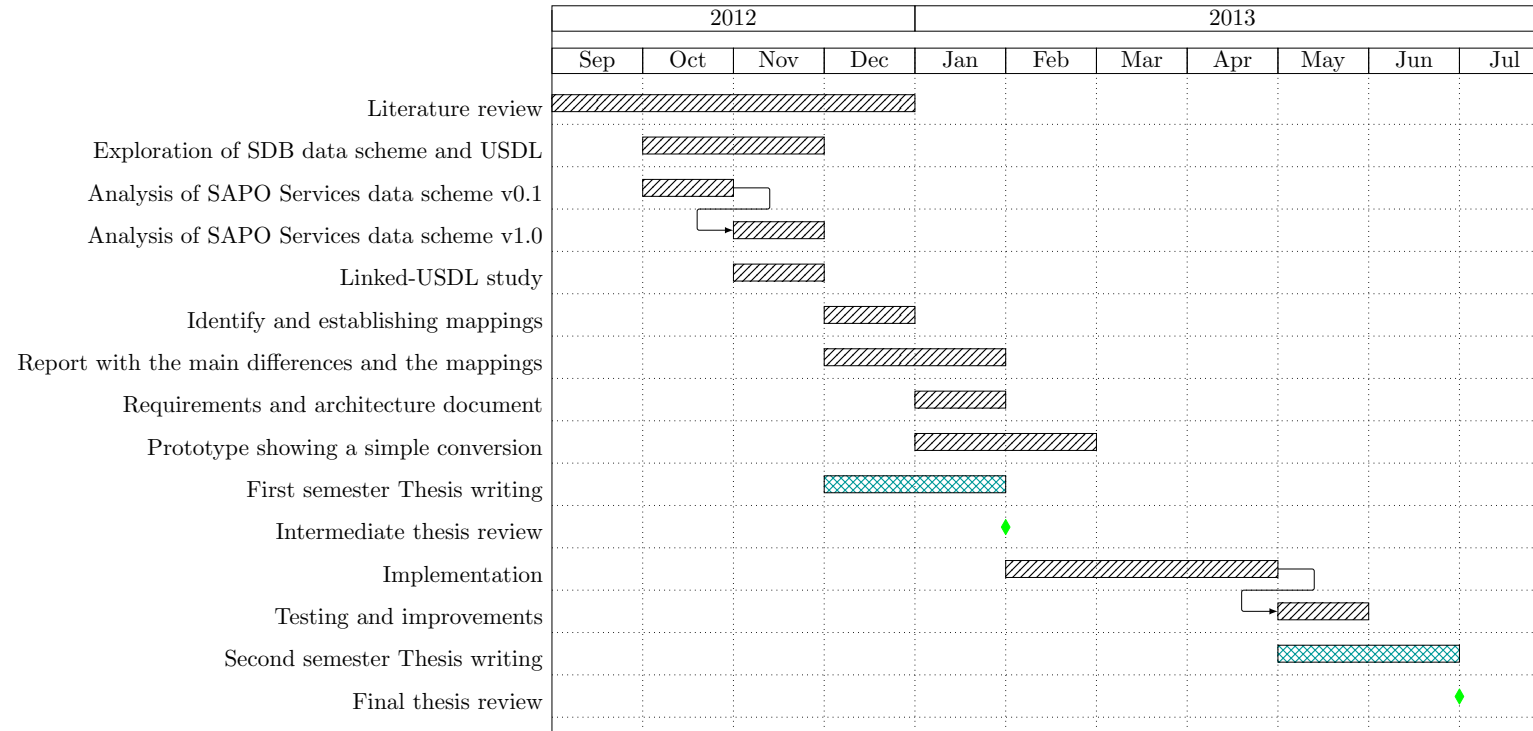 2012 2013
Sep Oct Nov Dec Jan Feb Mar Apr May Jun Jul
Literature review
Exploration of SDB data scheme and USDL
Analysis of SAPO Services data scheme v0.1
Analysis of SAPO Services data scheme v1.0
Linked-USDL study
Identify and establishing mappings
Report with the main differences and the mappings
Requirements and architecture document
Prototype showing a simple conversion
First semester Thesis writing
Intermediate thesis review
Implementation
Testing and improvements
Second semester Thesis writing
Final thesis review